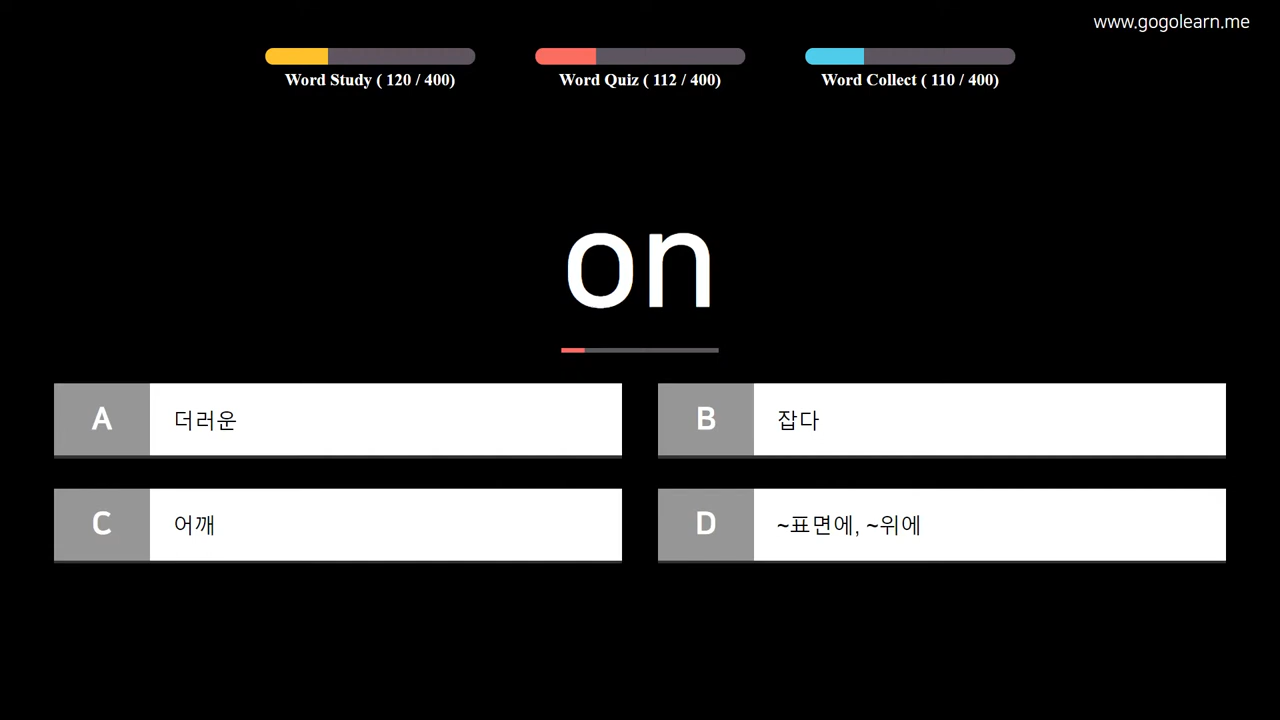 www.gogolearn.me
Word Study ( 120 / 400)
Word Quiz ( 112 / 400)
Word Collect ( 110 / 400)
on
A 더러운
B 잡다
C 어깨
D ~표면에, ~위에